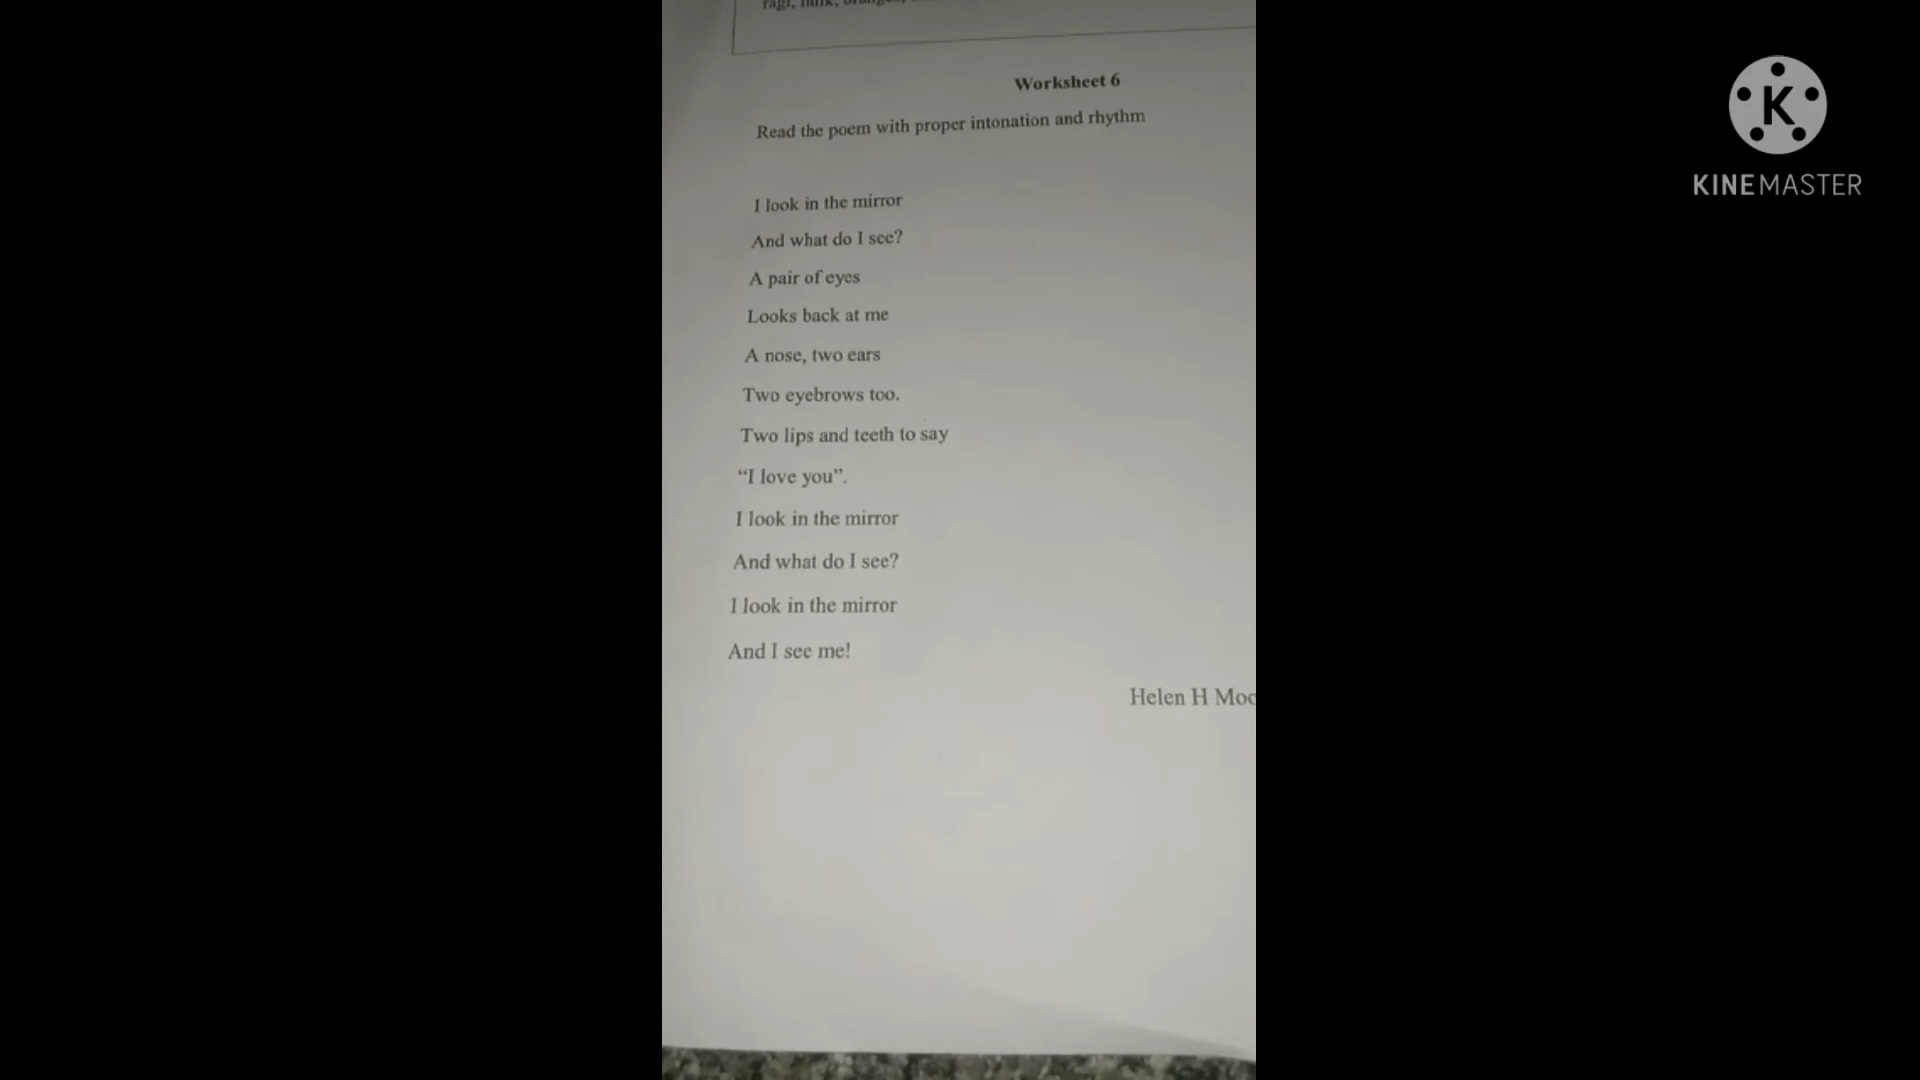 Worksheet 6
Read the poem with proper intonation and rhythm
I look in the mirror
And what do I see?
A pair of eyes
Looks back at me
A nose, two ears
Two eyebrows too.
Two lips and teeth to say
“I love you”.
I look in the mirror
And what do I see?
I look in the mirror
And I see me!
Helen H
KINEMASTER